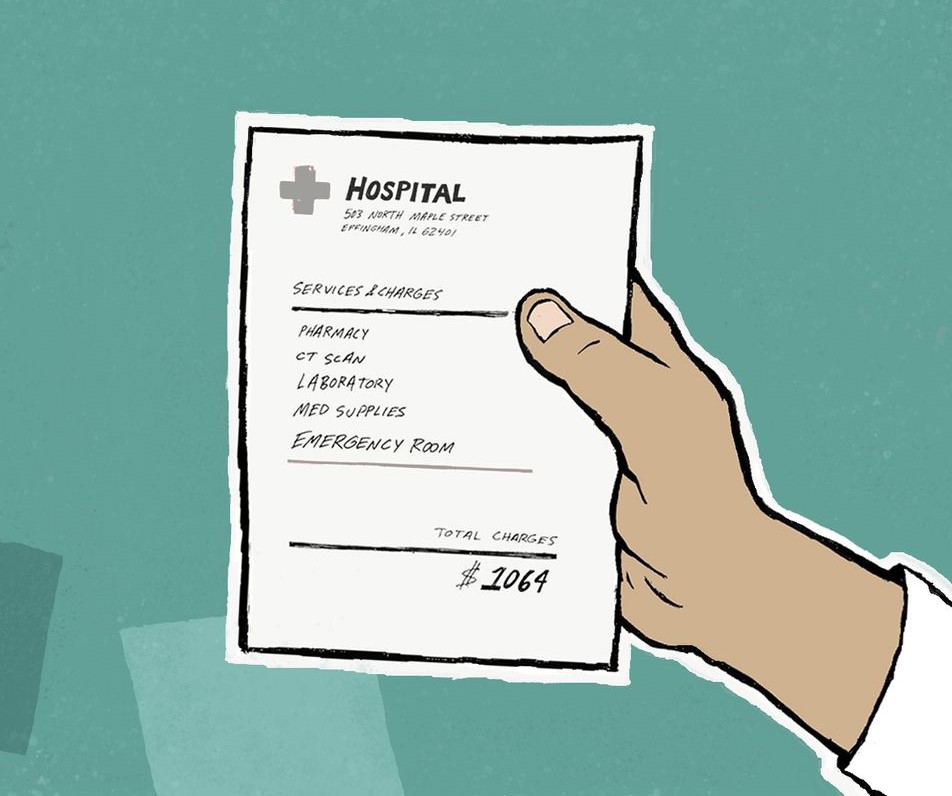 HOSPITAL
503 NORTH MAPLE STREET
EFFINGHAM, IL 62401
SERVICES & CHARGES
PHARMACY
CT SCAN
LABORATORY
MED SUPPLIES
EMERGENCY ROOM
TOTAL CHARGES
$ 1064